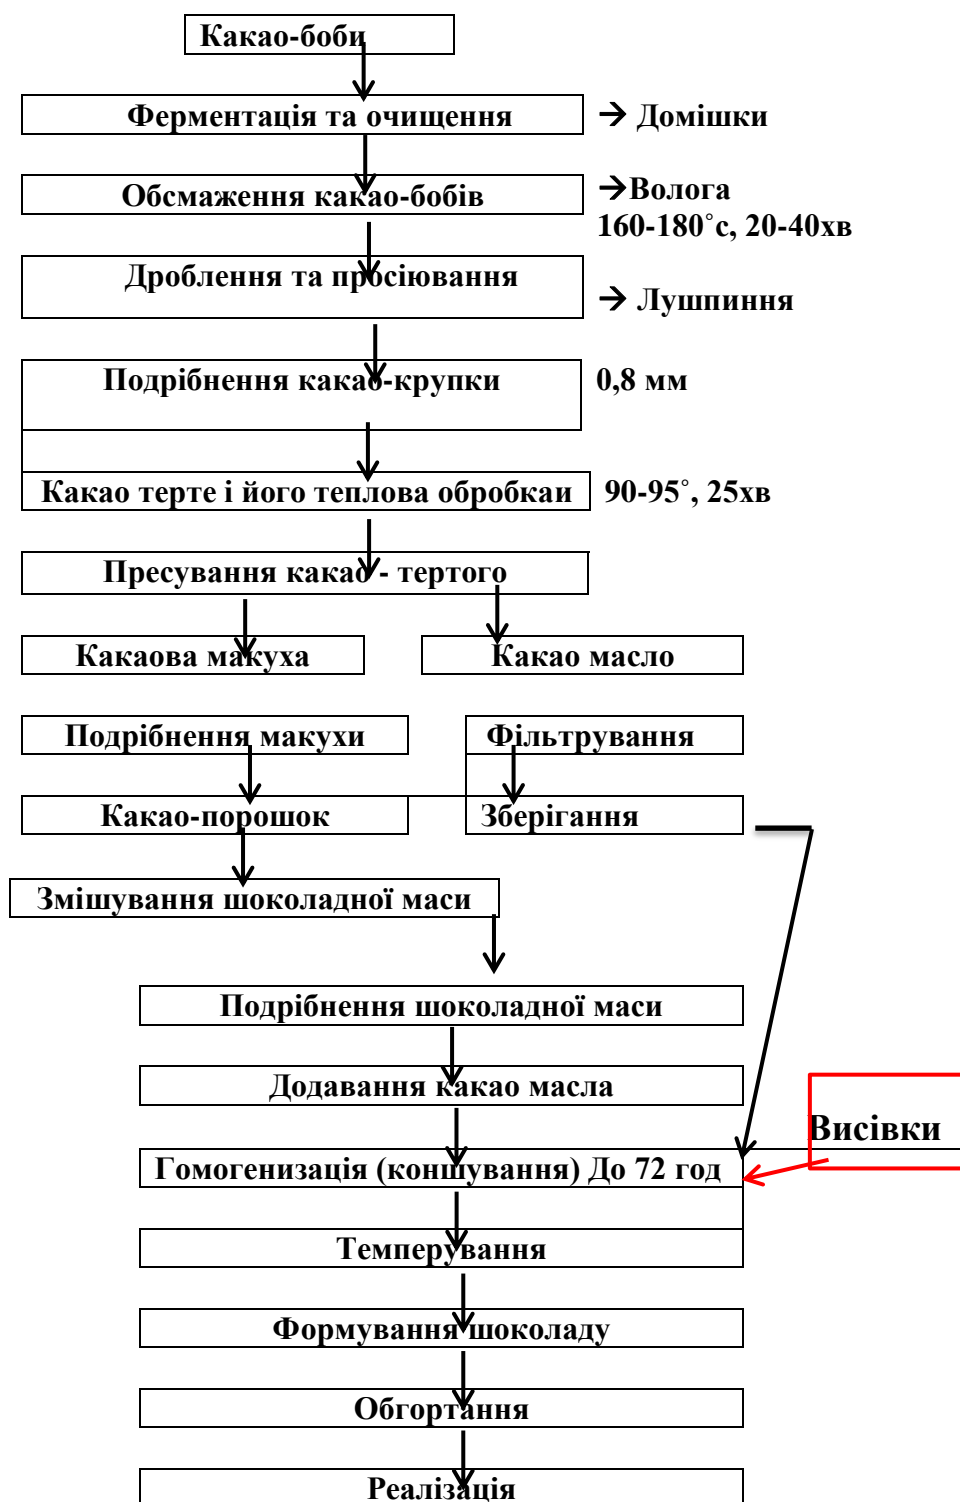 Какао-боби
Ферментація та очищення → Домішки
Обсмаження какао-бобів →Волога
160-180˚с, 20-40хв
Дроблення та просіювання
→ Лушпиння
Подрібнення какао-крупки 0,8 мм
Какао терте і його теплова обробкаи 90-95˚, 25хв
Пресування какао - тертого
Какаова макуха Какао масло
Подрібнення макухи Фільтрування
Какао-порошок Зберігання
Змішування шоколадної маси
Подрібнення шоколадної маси
Додавання какао масла
Висівки
Гомогенизація (коншування) До 72 год
Темперування
Формування шоколаду
Обгортання
Реалізація